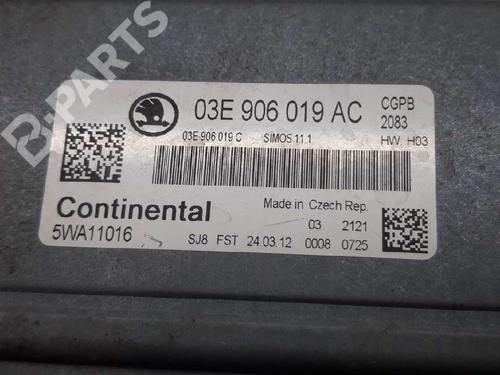 B-PARTS
03E 906 019 AC
CGPB
2083
03E 906 019 C SIMOS 11.1
HW. H03
Continental
Made in Czech Rep.
5WA11016
03 2121
SJ8 FST 24.03.12 0008 0725
B-PARTS